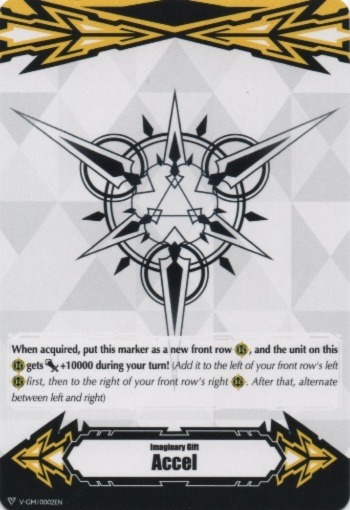 When acquired, put this marker as a new front row Ⓡ, and the unit on this
Ⓡ gets +10000 during your turn! (Add it to the left of your front row's left
Ⓡ first, then to the right of your front row's right Ⓡ. After that, alternate
between left and right)
Imaginary Gift
Accel
V-GM/0002EN